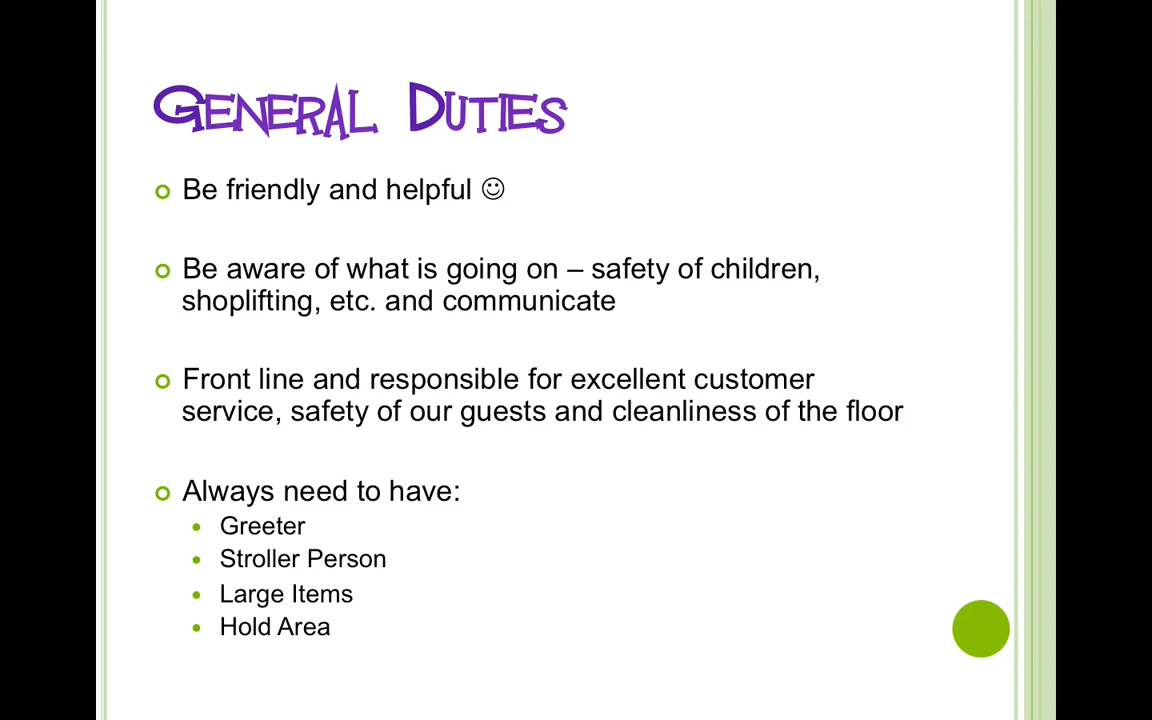 General Duties
Be friendly and helpful ☺
Be aware of what is going on – safety of children,
shoplifting, etc. and communicate
Front line and responsible for excellent customer
service, safety of our guests and cleanliness of the floor
Always need to have:
Greeter
Stroller Person
Large Items
Hold Area